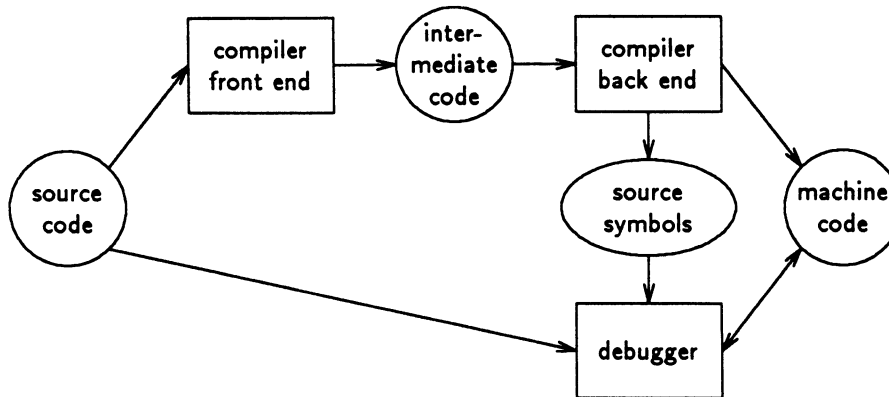 compiler
front end
inter-
mediate
code
compiler
back end
source
code
source
symbols
machine
code
debugger